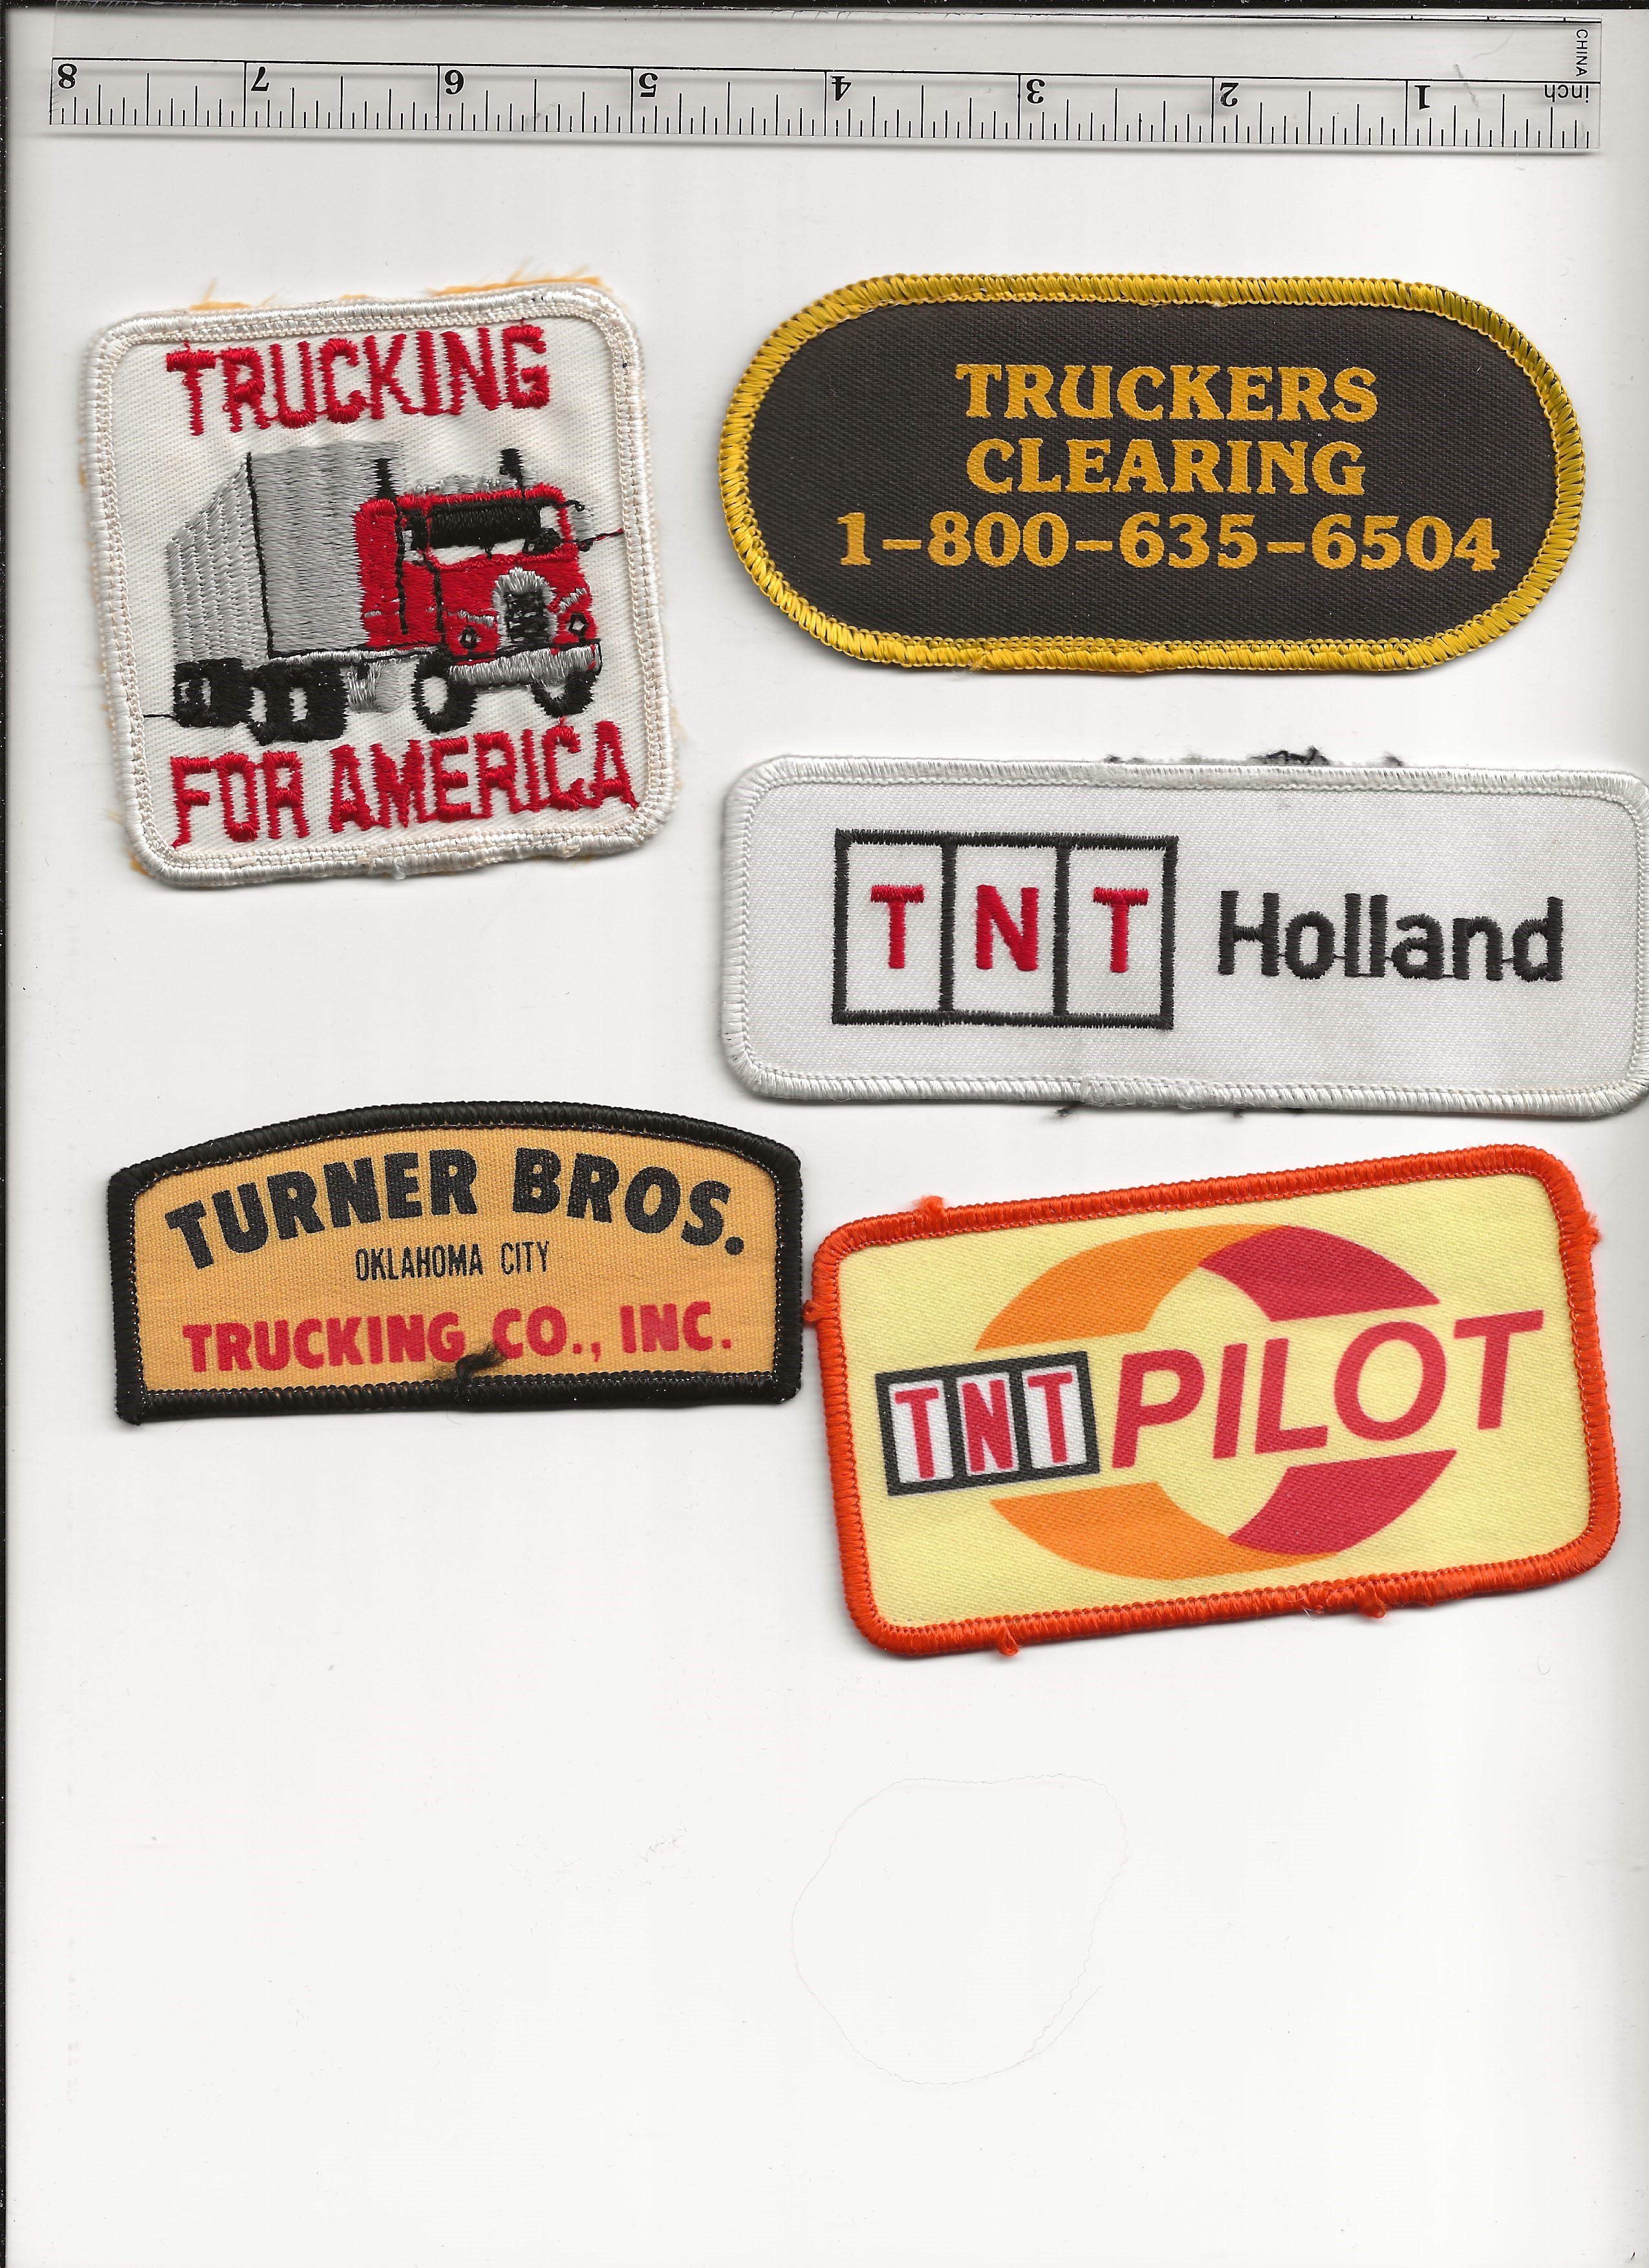 CHINA
inch
8 7 6 5 4 3 2 1
TRUCKING
FOR AMERICA
TRUCKERS
CLEARING
1-800-635-6504
TNT Holland
TURNER BROS.
OKLAHOMA CITY
TRUCKING CO., INC.
TNT PILOT